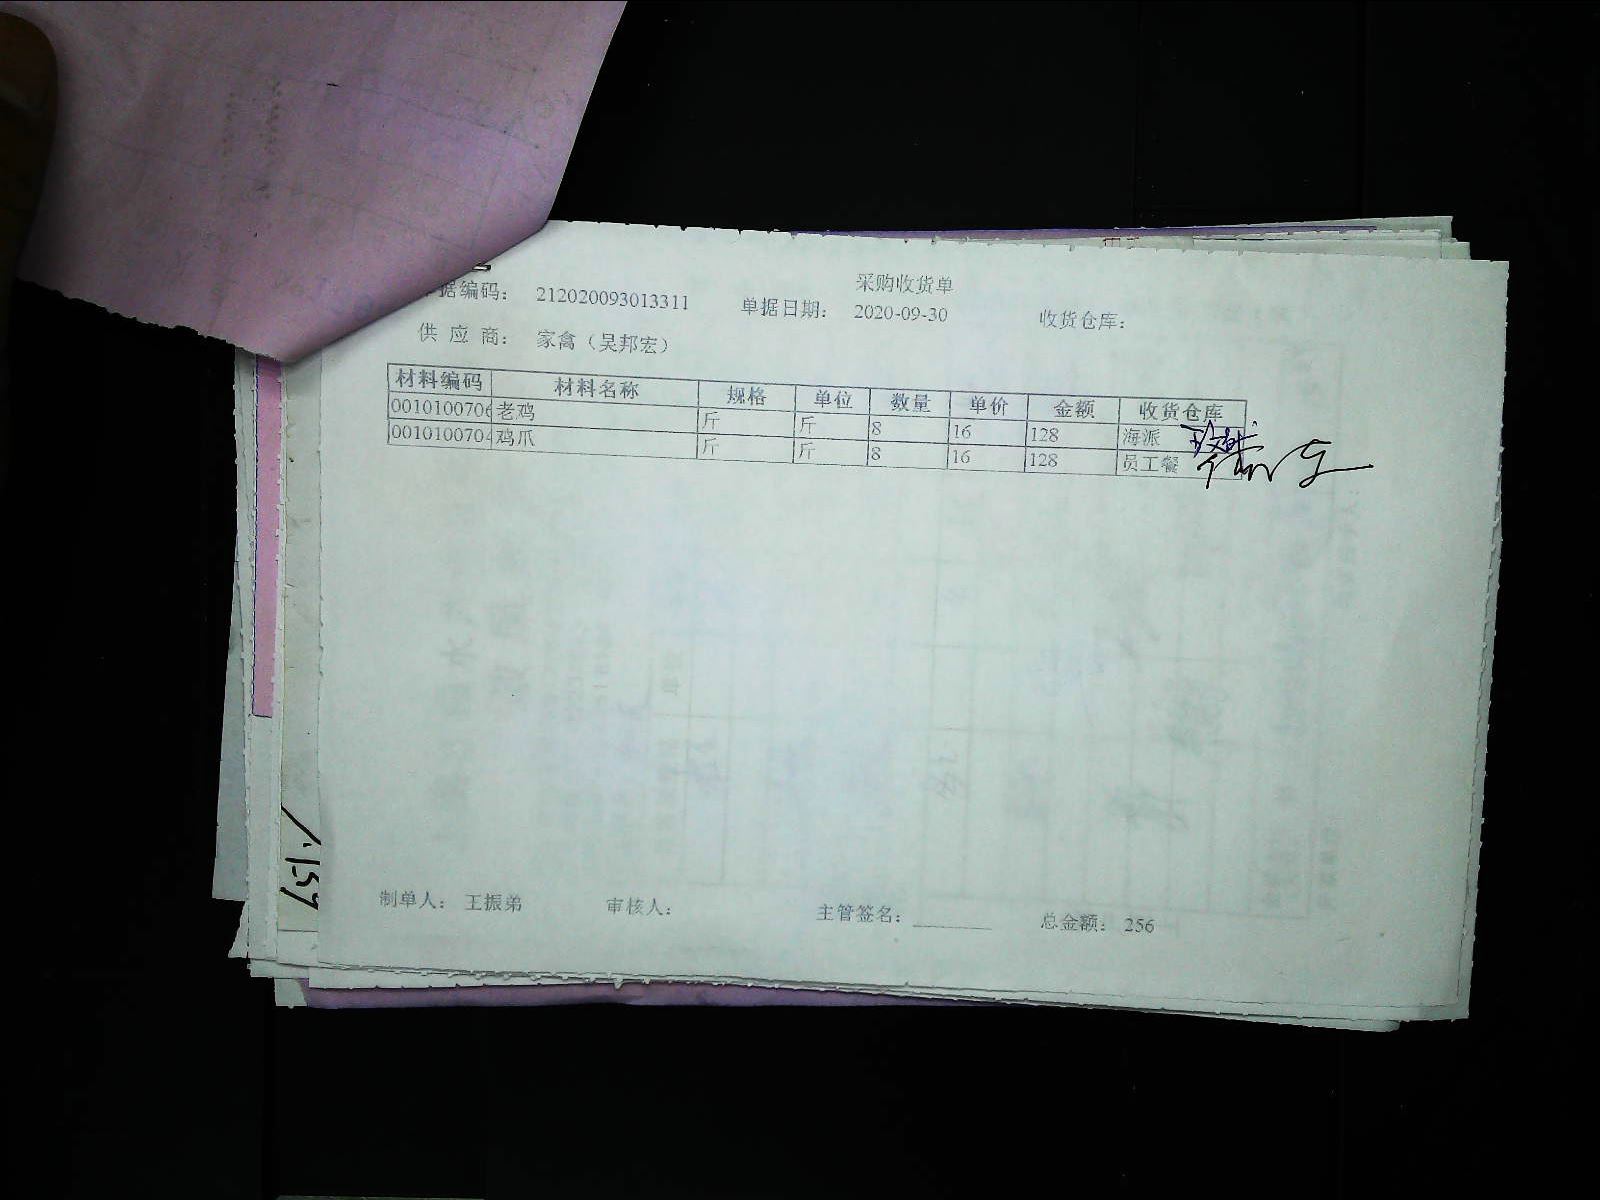 采购收货单
据编码： 212020093013311 单据日期： 2020-09-30 收货仓库：
供 应 商： 家禽（吴邦宏）
材料编码 材料名称 规格 单位 数量 单价 金额 收货仓库
0010100706 老鸡 斤 斤 8 16 128 海派
0010100704 鸡爪 斤 斤 8 16 128 员工餐
制单人： 王振弟 审核人： 主管签名： 总金额： 256